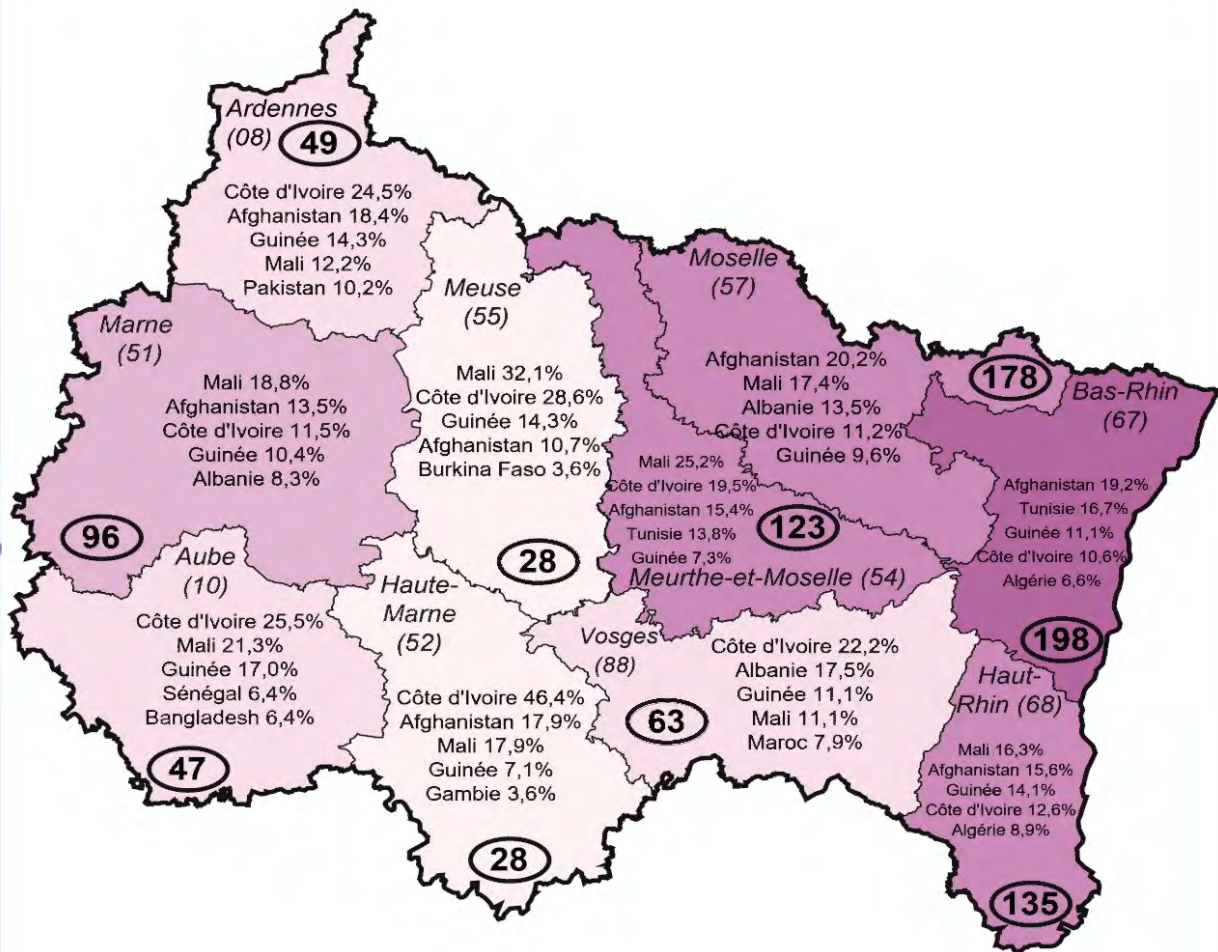 Ardennes
(08)
49
Côte d'Ivoire 24,5%
Afghanistan 18,4%
Guinée 14,3%
Mali 12,2%
Pakistan 10,2%
Meuse
(55)
Mali 32,1%
Côte d'Ivoire 28,6%
Guinée 14,3%
Afghanistan 10,7%
Burkina Faso 3,6%
28
Moselle
(57)
Afghanistan 20,2%
Mali 17,4%
Albanie 13,5%
Côte d'Ivoire 11,2%
Guinée 9,6%
178
Bas-Rhin
(67)
Afghanistan 19,2%
Tunisie 16,7%
Guinée 11,1%
Côte d'Ivoire 10,6%
Algérie 6,6%
198
Marne
(51)
Mali 18,8%
Afghanistan 13,5%
Côte d'Ivoire 11,5%
Guinée 10,4%
Albanie 8,3%
96
Mali 25,2%
Côte d'Ivoire 19,5%
Afghanistan 15,4%
Tunisie 13,8%
Guinée 7,3%
123
Meurthe-et-Moselle (54)
Aube
(10)
Côte d'Ivoire 25,5%
Mali 21,3%
Guinée 17,0%
Sénégal 6,4%
Bangladesh 6,4%
47
Haute-
Marne
(52)
Côte d'Ivoire 46,4%
Afghanistan 17,9%
Mali 17,9%
Guinée 7,1%
Gambie 3,6%
28
Vosges
(88)
Côte d'Ivoire 22,2%
Albanie 17,5%
Guinée 11,1%
Mali 11,1%
Maroc 7,9%
63
Haut-
Rhin (68)
Mali 16,3%
Afghanistan 15,6%
Guinée 14,1%
Côte d'Ivoire 12,6%
Algérie 8,9%
135